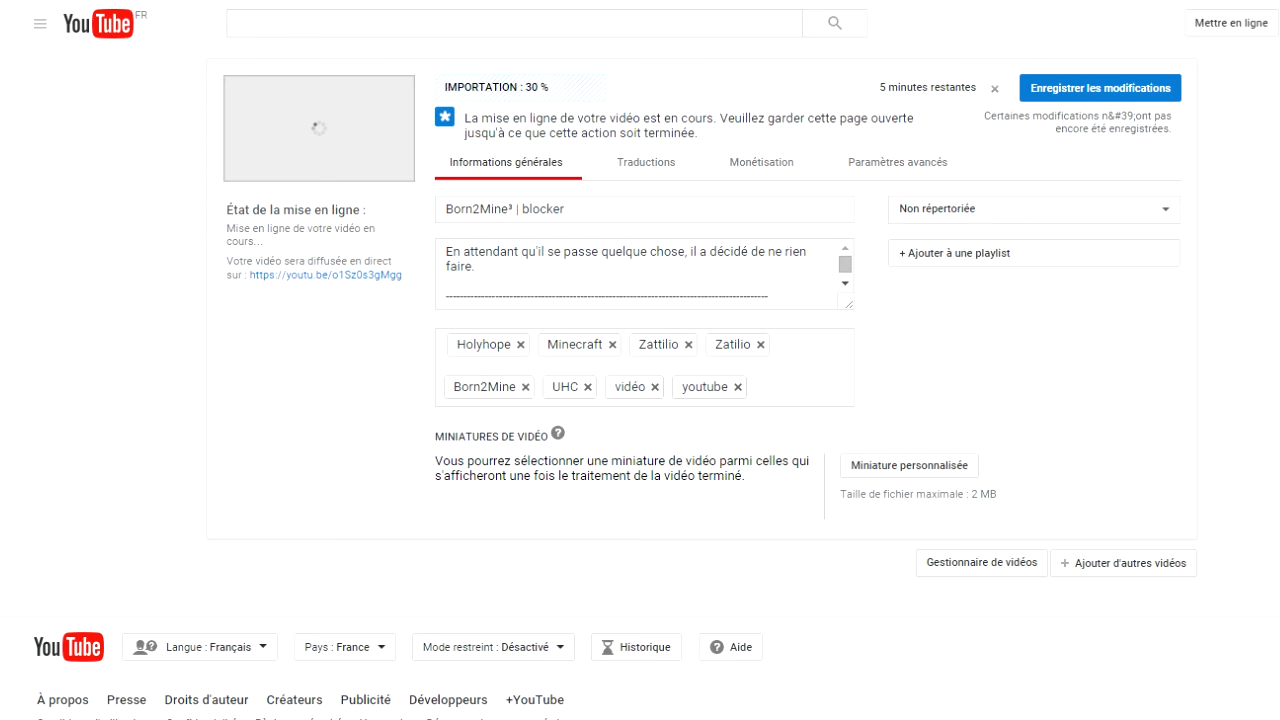 YouTube FR
Mettre en ligne
IMPORTATION : 30 %
5 minutes restantes
Enregistrer les modifications
La mise en ligne de votre vidéo est en cours. Veuillez garder cette page ouverte
jusqu'à ce que cette action soit terminée.
Certaines modifications n&#39;ont pas
encore été enregistrées.
Informations générales
Traductions
Monétisation
Paramètres avancés
État de la mise en ligne :
Mise en ligne de votre vidéo en
cours...
Votre vidéo sera diffusée en direct
sur : https://youtu.be/o1Sz0s3gMgg
Born2Mine³ | blocker
Non répertoriée
En attendant qu'il se passe quelque chose, il a décidé de ne rien
faire.
+ Ajouter à une playlist
Holyhope Minecraft Zattilio Zatilio
Born2Mine UHC vidéo youtube
MINIATURES DE VIDÉO
Vous pourrez sélectionner une miniature de vidéo parmi celles qui
s'afficheront une fois le traitement de la vidéo terminé.
Miniature personnalisée
Taille de fichier maximale : 2 MB
Gestionnaire de vidéos
+ Ajouter d'autres vidéos
YouTube
Langue : Français
Pays : France
Mode restreint : Désactivé
Historique
Aide
À propos Presse Droits d'auteur Créateurs Publicité Développeurs +YouTube